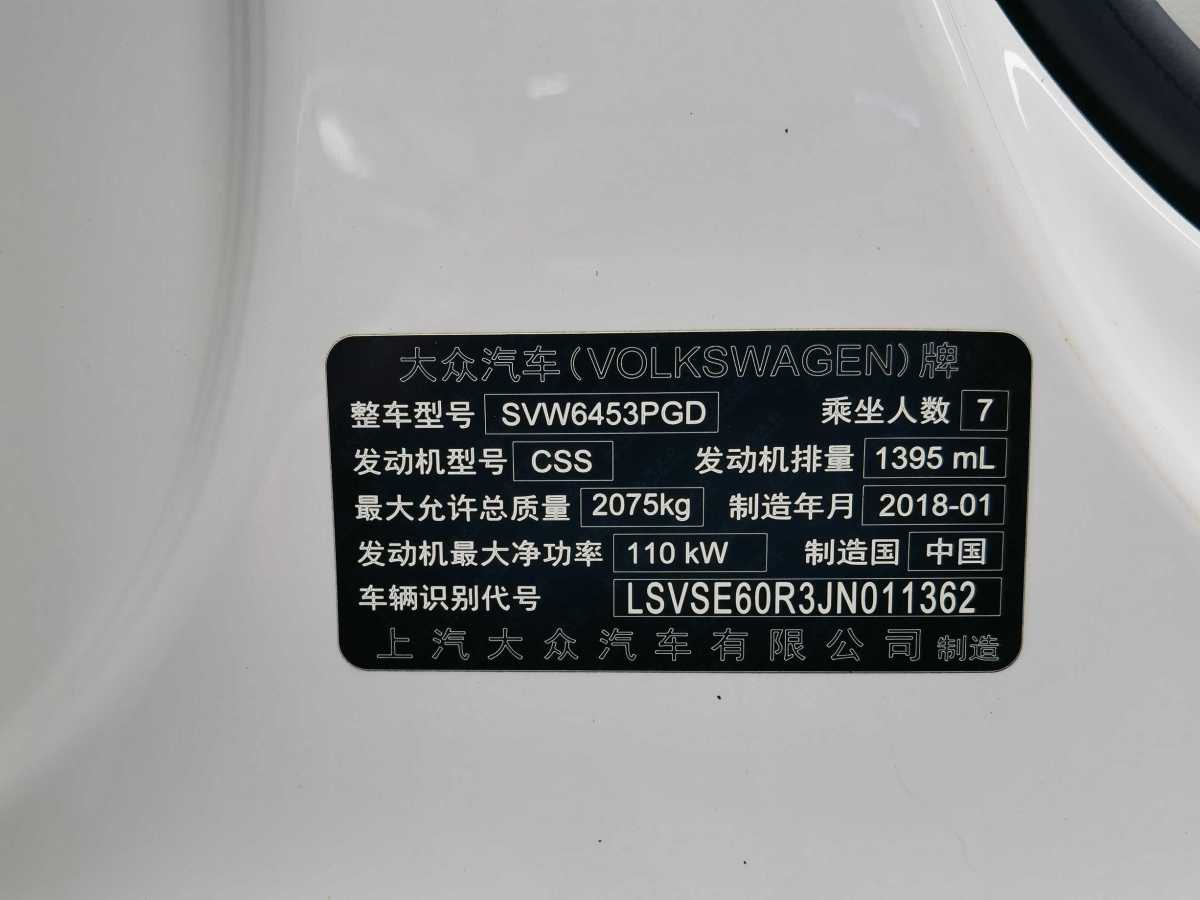 大众汽车(VOLKSWAGEN)牌
整车型号 SVW6453PGD 乘坐人数 7
发动机型号 CSS 发动机排量 1395 mL
最大允许总质量 2075kg 制造年月 2018-01
发动机最大净功率 110 kW 制造国 中国
车辆识别代号 LSVSE60R3JN011362
上汽大众汽车有限公司 制造